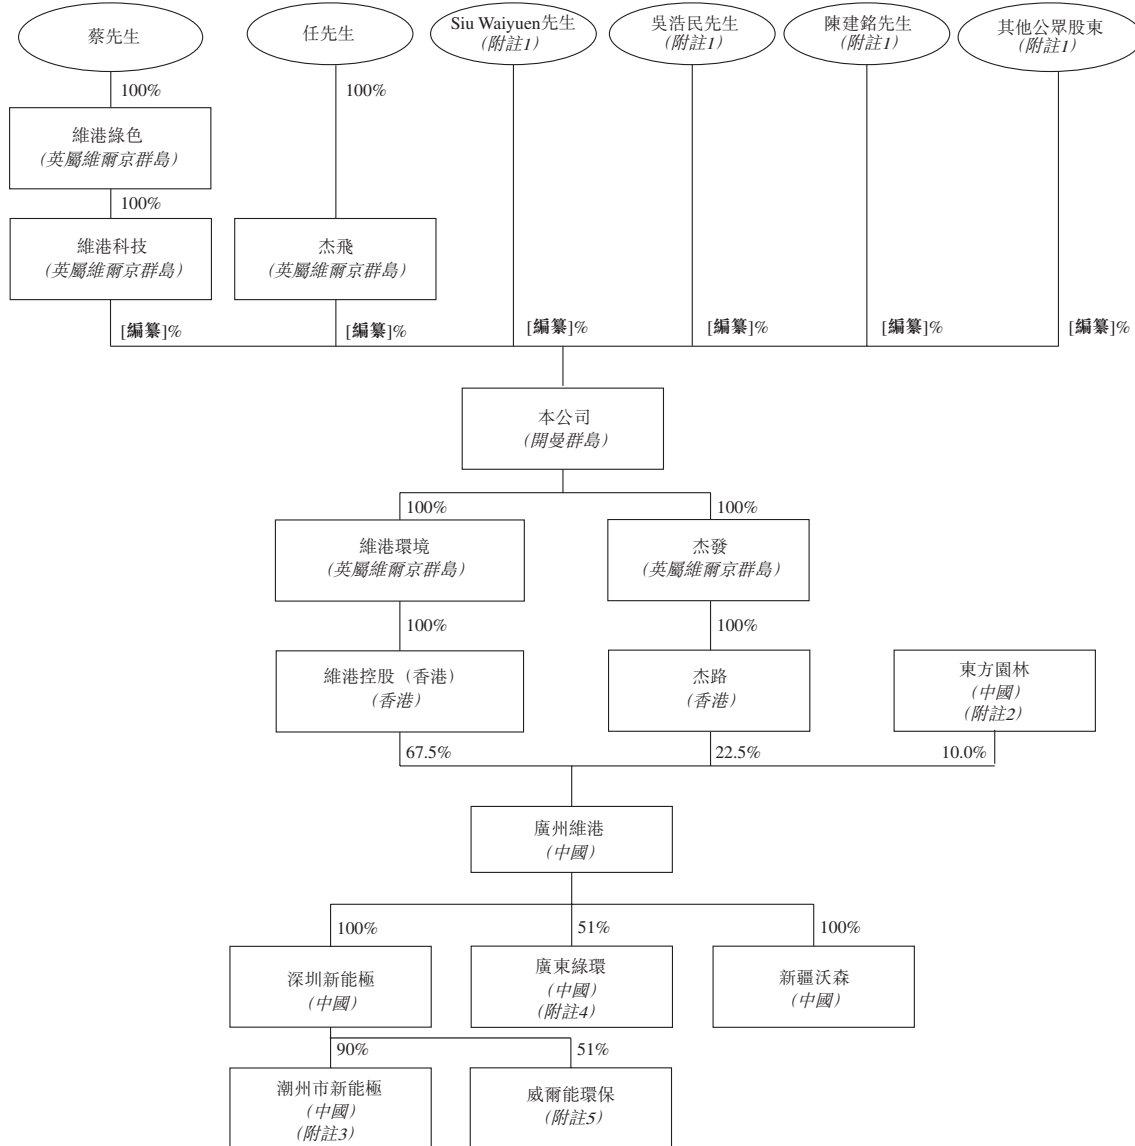 蔡先生
任先生
Siu Waiyuen先生
(附註1)
吳浩民先生
(附註1)
陳建銘先生
(附註1)
其他公眾股東
(附註1)
100%
100%
維港綠色
(英屬維爾京群島)
100%
維港科技
(英屬維爾京群島)
杰飛
(英屬維爾京群島)
[編纂]%
[編纂]%
[編纂]%
[編纂]%
[編纂]%
[編纂]%
本公司
(開曼群島)
100%
100%
維港環境
(英屬維爾京群島)
杰發
(英屬維爾京群島)
100%
100%
維港控股（香港）
(香港)
杰路
(香港)
東方園林
(中國)
(附註2)
67.5%
22.5%
10.0%
廣州維港
(中國)
100%
51%
100%
深圳新能極
(中國)
廣東綠環
(中國)
(附註4)
新疆沃森
(中國)
90%
51%
潮州市新能極
(中國)
(附註3)
威爾能環保
(附註5)